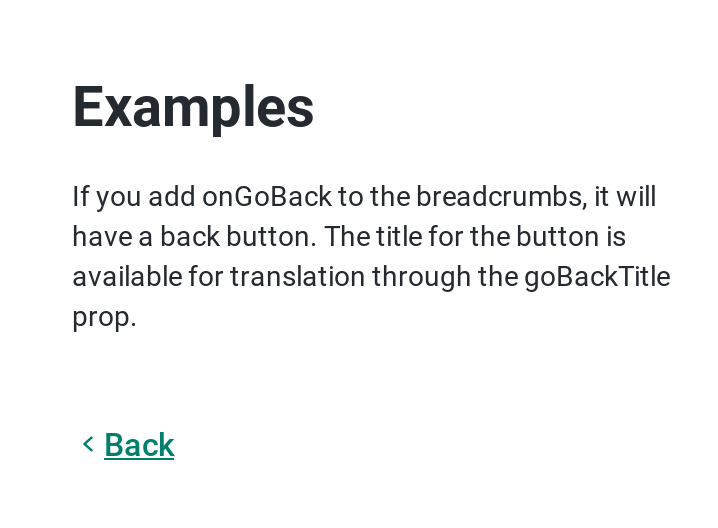 Examples
If you add onGoBack to the breadcrumbs, it will
have a back button. The title for the button is
available for translation through the goBackTitle
prop.
Back